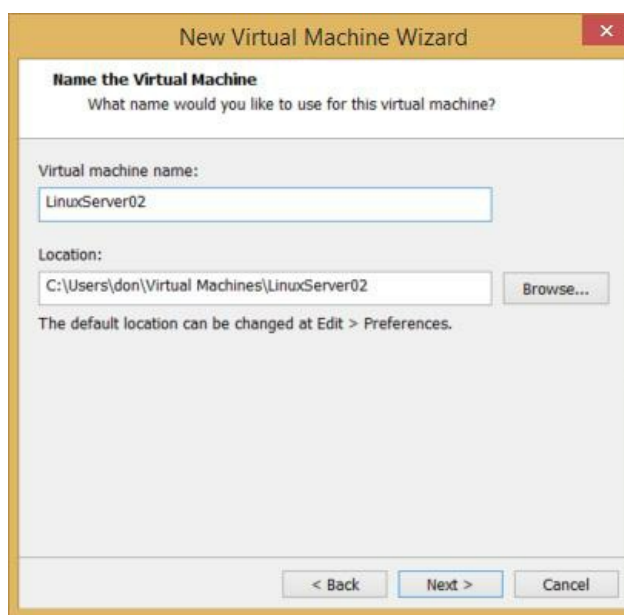 New Virtual Machine Wizard
Name the Virtual Machine
What name would you like to use for this virtual machine?
Virtual machine name:
LinuxServer02
Location:
C:\Users\don\Virtual Machines\LinuxServer02
Browse...
The default location can be changed at Edit > Preferences.
< Back Next > Cancel